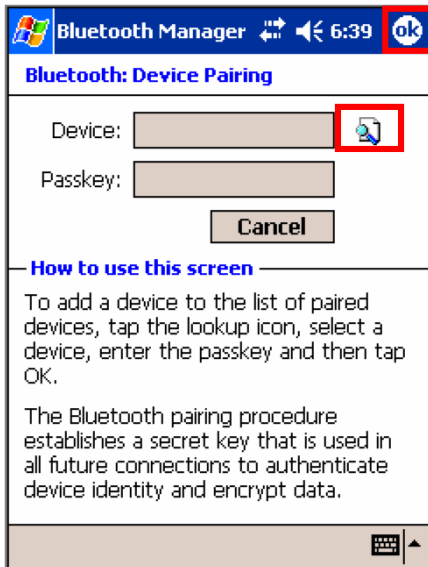 Bluetooth Manager 6:39 ok
Bluetooth: Device Pairing
Device:
Passkey:
Cancel
How to use this screen
To add a device to the list of paired
devices, tap the lookup icon, select a
device, enter the passkey and then tap
OK.
The Bluetooth pairing procedure
establishes a secret key that is used in
all future connections to authenticate
device identity and encrypt data.